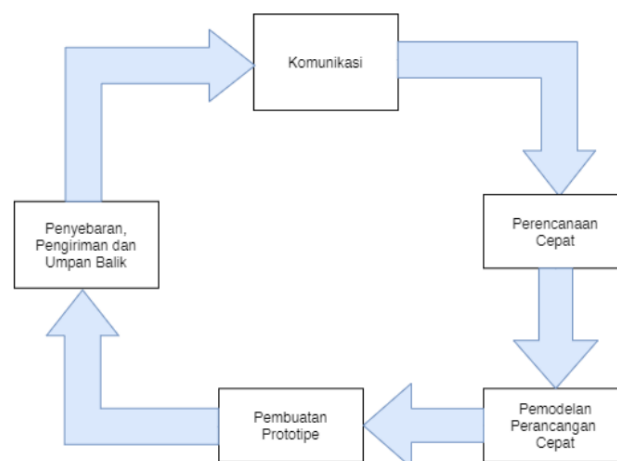 Komunikasi
Perencanaan
Cepat
Pemodelan
Perancangan
Cepat
Pembuatan
Prototipe
Penyebaran,
Pengiriman dan
Umpan Balik